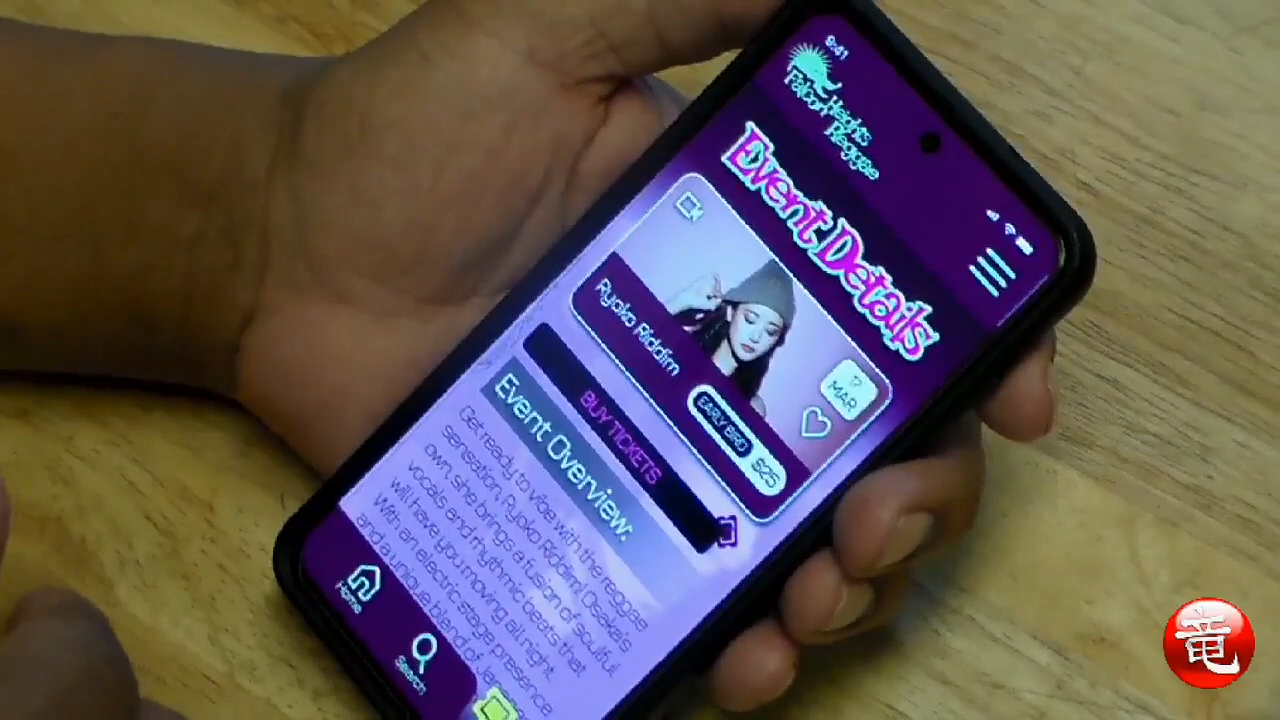 9:41
Falcon Heights
Reggae
Event Details
Ryoko Riddim
MAR
EARLY BIRD
$25
BUY TICKETS
Event Overview:
Get ready to vibe with the reggae
sensation, Ryoko Riddim! Osaka's
own, she brings a fusion of soulful
vocals and rhythmic beats that
will have you moving all night.
With an electric stage presence
and a unique blend of
Home
Search
竜